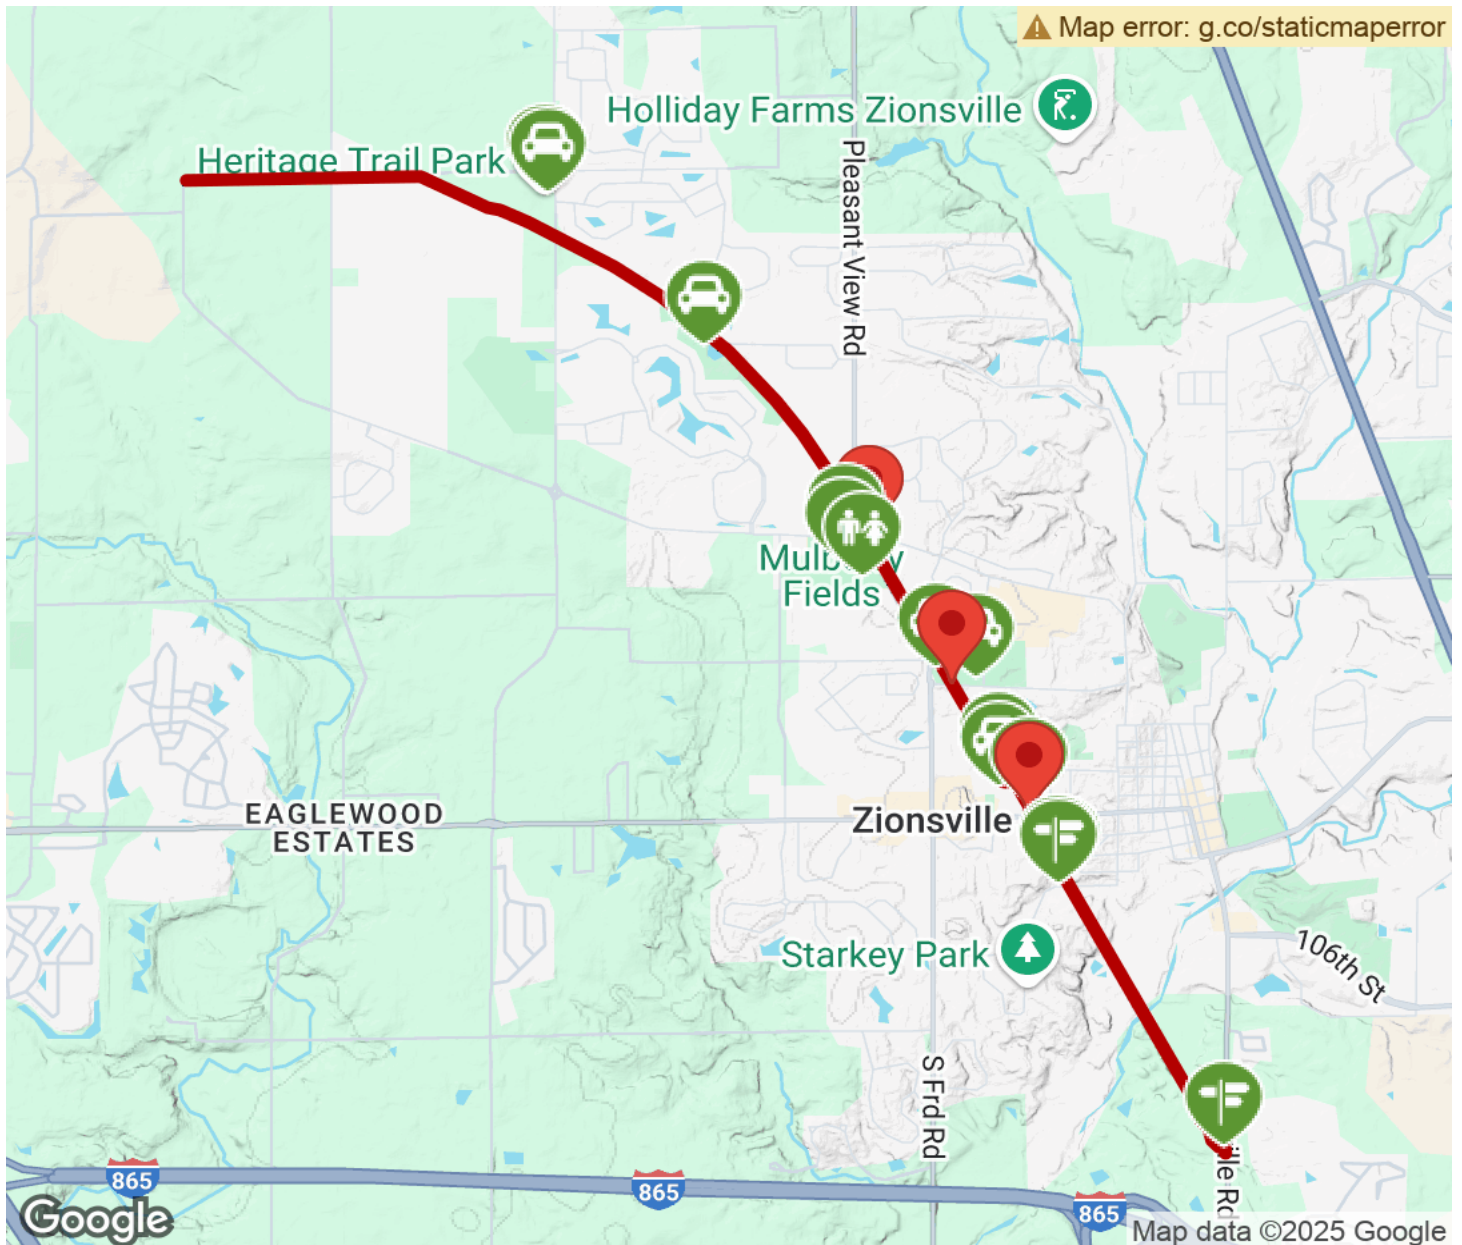 Map error: g.co/staticmaperror
Holliday Farms Zionsville
Heritage Trail Park
Pleasant View Rd
Fields
EAGLEWOOD
ESTATES
Zionsville
Starkey Park
106th St
S Frd Rd
Rd
865
865
865
Google
Map data ©2025 Google